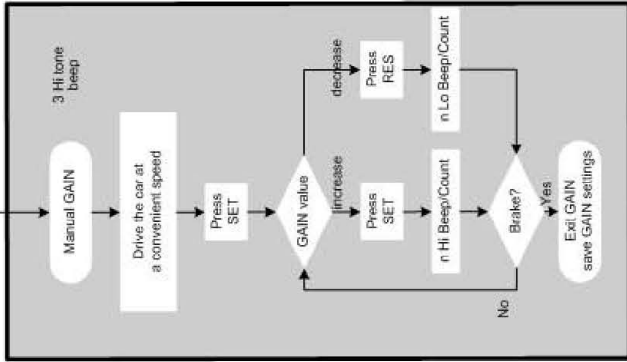 3 Hi tone
beep
Manual GAIN
Drive the car at
a convenient speed
Press
SET
GAIN value
decrease
increase
Press
RES
Press
SET
n Lo Beep/Count
n Hi Beep/Count
Brake?
No
Yes
Exil GAIN
save GAIN settings